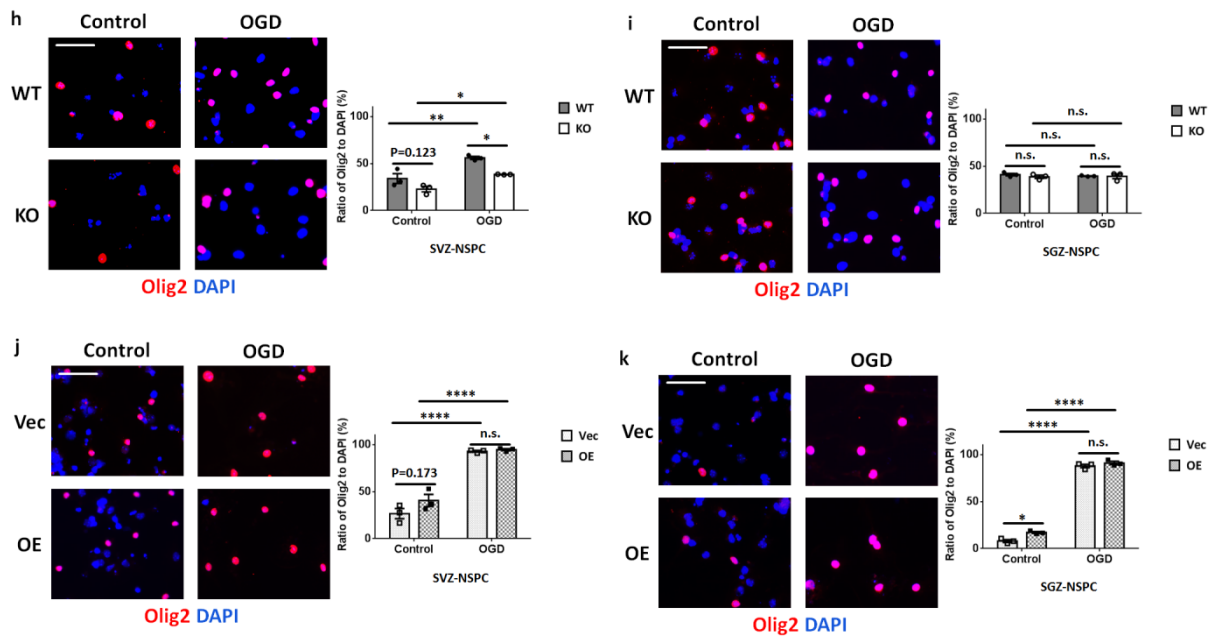 h
Control OGD
WT
KO
Olig2 DAPI
Ratio of Olig2 to DAPI (%)
100
50
0
*
**
*
P=0.123
WT
KO
Control OGD
SVZ-NSPC
i
Control OGD
WT
KO
Olig2 DAPI
Ratio of Olig2 to DAPI (%)
100
50
0
n.s.
n.s.
n.s. n.s.
WT
KO
Control OGD
SGZ-NSPC
j
Control OGD
Vec
OE
Olig2 DAPI
Ratio of Olig2 to DAPI (%)
100
50
0
****
****
n.s.
P=0.173
Vec
OE
Control OGD
SVZ-NSPC
k
Control OGD
Vec
OE
Olig2 DAPI
Ratio of Olig2 to DAPI (%)
100
50
0
****
****
n.s.
*
Vec
OE
Control OGD
SGZ-NSPC